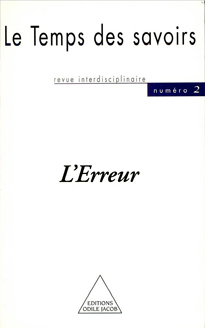 Le Temps des savoirs
revue interdisciplinaire
numéro 2
L'Erreur
EDITIONS
ODILE JACOB